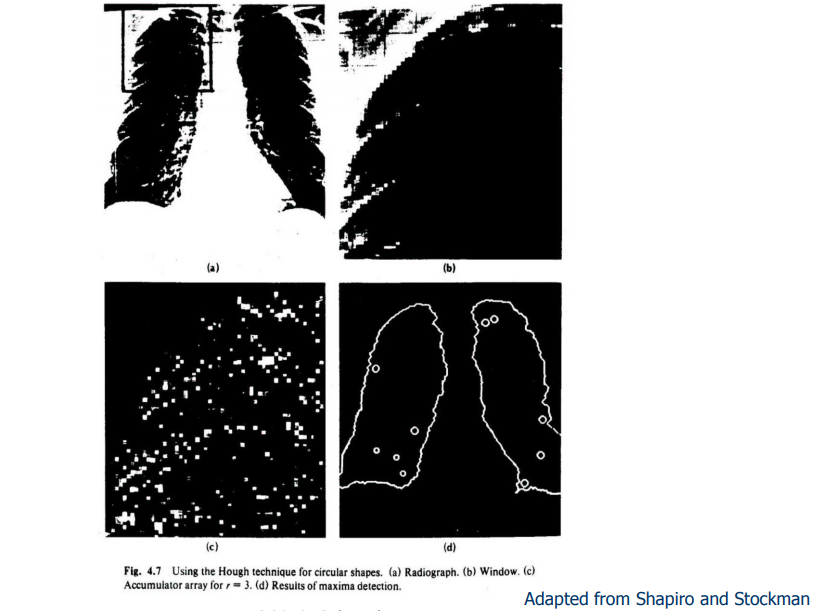 (a)
(b)
(c)
(d)
Fig. 4.7 Using the Hough technique for circular shapes. (a) Radiograph. (b) Window. (c)
Accumulator array for r = 3. (d) Results of maxima detection.
Adapted from Shapiro and Stockman